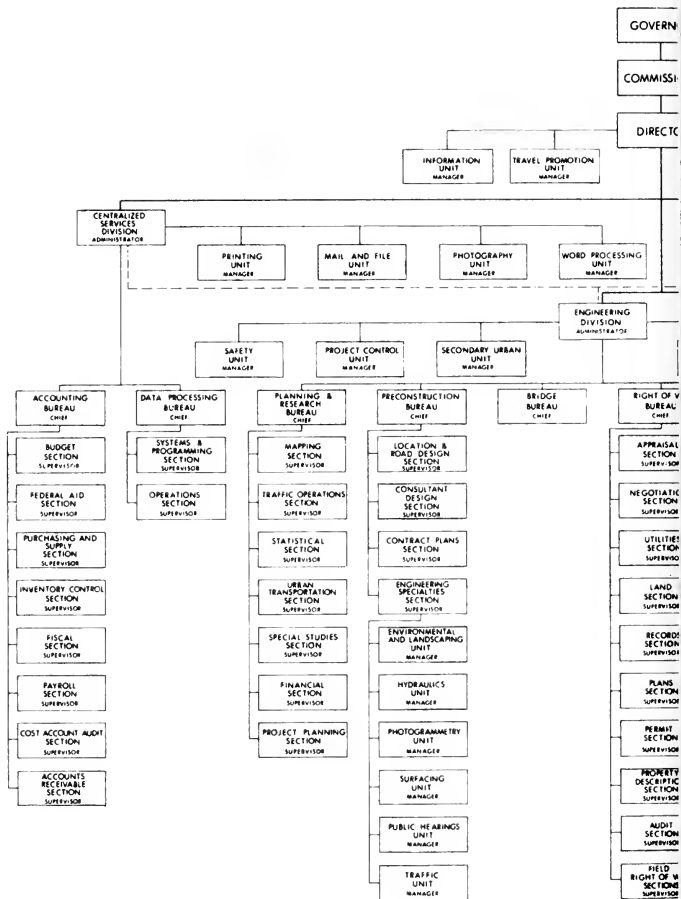 GOVERN
COMMISSI
DIRECTO
INFORMATION
UNIT
MANAGER
TRAVEL PROMOTION
UNIT
MANAGER
CENTRALIZED
SERVICES
DIVISION
ADMINISTRATOR
PRINTING
UNIT
MANAGER
MAIL AND FILE
UNIT
MANAGER
PHOTOGRAPHY
UNIT
MANAGER
WORD PROCESSING
UNIT
MANAGER
ENGINEERING
DIVISION
ADMINISTRATOR
SAFETY
UNIT
MANAGER
PROJECT CONTROL
UNIT
MANAGER
SECONDARY URBAN
UNIT
MANAGER
ACCOUNTING
BUREAU
CHIEF
BUDGET
SECTION
SUPERVISOR
FEDERAL AID
SECTION
SUPERVISOR
PURCHASING AND
SUPPLY
SECTION
SUPERVISOR
INVENTORY CONTROL
SECTION
SUPERVISOR
FISCAL
SECTION
SUPERVISOR
PAYROLL
SECTION
SUPERVISOR
COST ACCOUNT AUDIT
SECTION
SUPERVISOR
ACCOUNTS
RECEIVABLE
SECTION
SUPERVISOR
DATA PROCESSING
BUREAU
CHIEF
SYSTEMS &
PROGRAMMING
SECTION
SUPERVISOR
OPERATIONS
SECTION
SUPERVISOR
PLANNING &
RESEARCH
BUREAU
CHIEF
MAPPING
SECTION
SUPERVISOR
TRAFFIC OPERATIONS
SECTION
SUPERVISOR
STATISTICAL
SECTION
SUPERVISOR
URBAN
TRANSPORTATION
SECTION
SUPERVISOR
SPECIAL STUDIES
SECTION
SUPERVISOR
FINANCIAL
SECTION
SUPERVISOR
PROJECT PLANNING
SECTION
SUPERVISOR
PRECONSTRUCTION
BUREAU
CHIEF
LOCATION &
ROAD DESIGN
SECTION
SUPERVISOR
CONSULTANT
DESIGN
SECTION
SUPERVISOR
CONTRACT PLANS
SECTION
SUPERVISOR
ENGINEERING
SPECIALTIES
SECTION
SUPERVISOR
ENVIRONMENTAL
AND LANDSCAPING
UNIT
MANAGER
HYDRAULICS
UNIT
MANAGER
PHOTOGRAMMETRY
UNIT
MANAGER
SURFACING
UNIT
MANAGER
PUBLIC HEARINGS
UNIT
MANAGER
TRAFFIC
UNIT
MANAGER
BRIDGE
BUREAU
CHIEF
RIGHT OF W
BUREAU
CHIEF
APPRAISAL
SECTION
SUPERVISOR
NEGOTIATIO
SECTION
SUPERVISOR
UTILITIES
SECTION
SUPERVISO
LAND
SECTION
SUPERVISOR
RECORDS
SECTION
SUPERVISOR
PLANS
SECTION
SUPERVISOR
PERMIT
SECTION
SUPERVISOR
PROPERTY
DESCRIPTIO
SECTION
SUPERVISOR
AUDIT
SECTION
SUPERVISOR
FIELD
RIGHT OF W
SECTIONS
SUPERVISOR